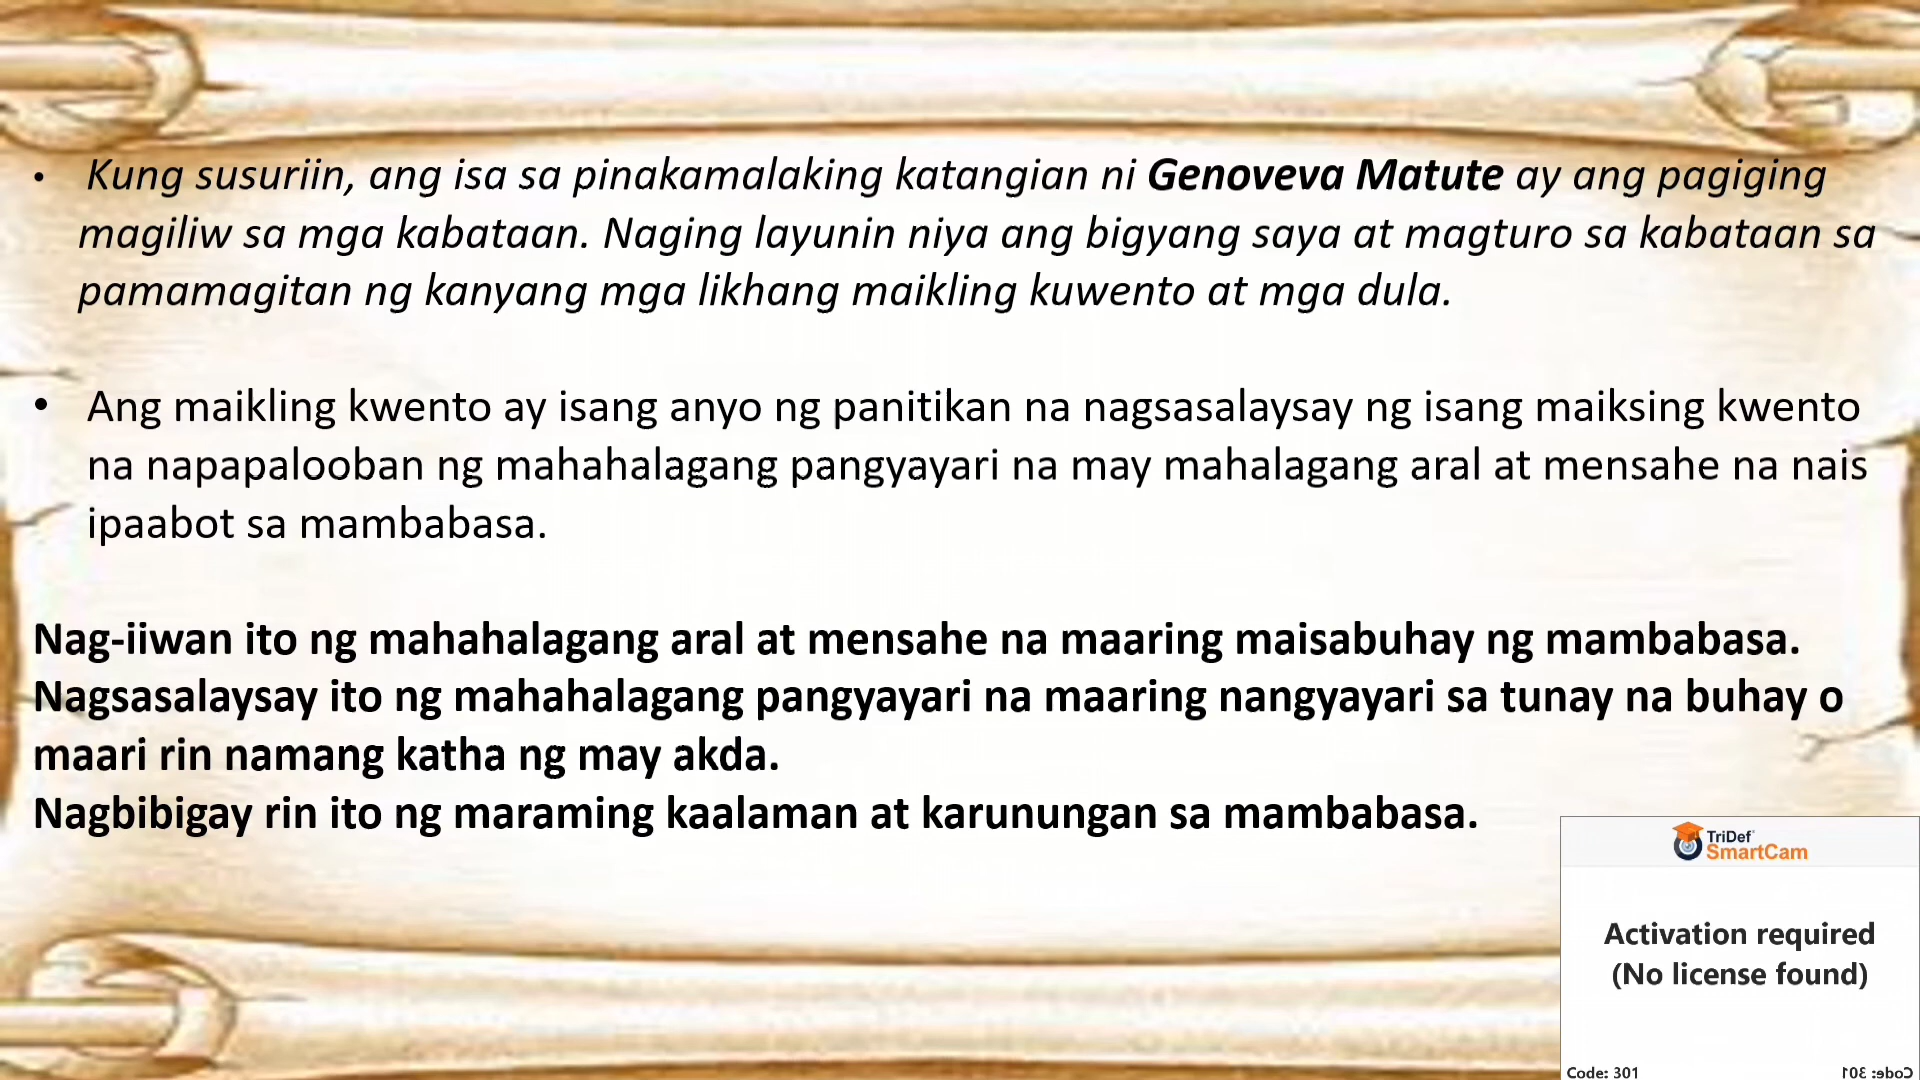 • Kung susuriin, ang isa sa pinakamalaking katangian ni Genoveva Matute ay ang pagiging
magiliw sa mga kabataan. Naging layunin niya ang bigyang saya at magturo sa kabataan sa
pamamagitan ng kanyang mga likhang maikling kuwento at mga dula.
• Ang maikling kwento ay isang anyo ng panitikan na nagsasalaysay ng isang maiksing kwento
na napapalooban ng mahahalagang pangyayari na may mahalagang aral at mensahe na nais
ipaabot sa mambabasa.
Nag-iiwan ito ng mahahalagang aral at mensahe na maaring maisabuhay ng mambabasa.
Nagsasalaysay ito ng mahahalagang pangyayari na maaring nangyayari sa tunay na buhay o
maari rin namang katha ng may akda.
Nagbibigay rin ito ng maraming kaalaman at karunungan sa mambabasa.
TriDef
SmartCam
Activation required
(No license found)
Code: 301 Code: 301